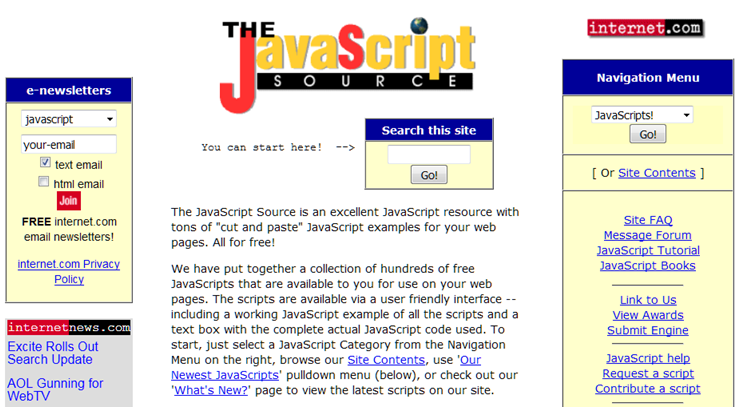 THE
JavaScript
SOURCE
internet.com
e-newsletters
javascript
your-email
text email
html email
Join
FREE internet.com
email newsletters!
internet.com Privacy
Policy
internetnews.com
Excite Rolls Out
Search Update
AOL Gunning for
WebTV
You can start here! -->
Search this site
Go!
The JavaScript Source is an excellent JavaScript resource with
tons of "cut and paste" JavaScript examples for your web
pages. All for free!
We have put together a collection of hundreds of free
JavaScripts that are available to you for use on your web
pages. The scripts are available via a user friendly interface --
including a working JavaScript example of all the scripts and a
text box with the complete actual JavaScript code used. To
start, just select a JavaScript Category from the Navigation
Menu on the right, browse our Site Contents, use 'Our
Newest JavaScripts' pulldown menu (below), or check out our
'What's New?' page to view the latest scripts on our site.
Navigation Menu
JavaScripts!
Go!
[ Or Site Contents ]
Site FAQ
Message Forum
JavaScript Tutorial
JavaScript Books
Link to Us
View Awards
Submit Engine
JavaScript help
Request a script
Contribute a script